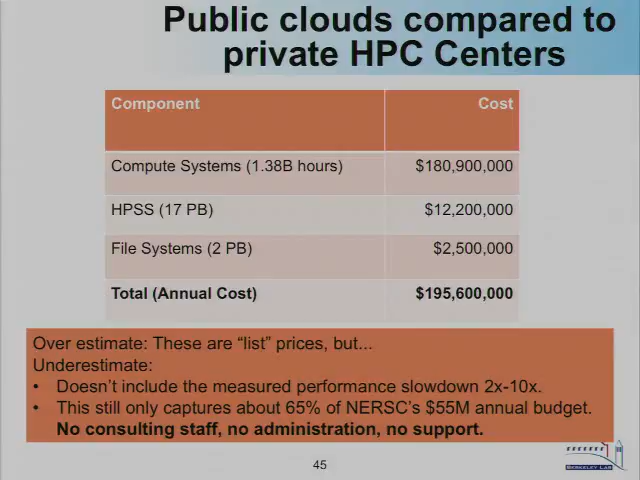 Public clouds compared to
private HPC Centers
Component Cost
Compute Systems (1.38B hours) $180,900,000
HPSS (17 PB) $12,200,000
File Systems (2 PB) $2,500,000
Total (Annual Cost) $195,600,000
Over estimate: These are “list” prices, but...
Underestimate:
• Doesn’t include the measured performance slowdown 2x-10x.
• This still only captures about 65% of NERSC’s $55M annual budget.
No consulting staff, no administration, no support.
45
BERKELEY LAB